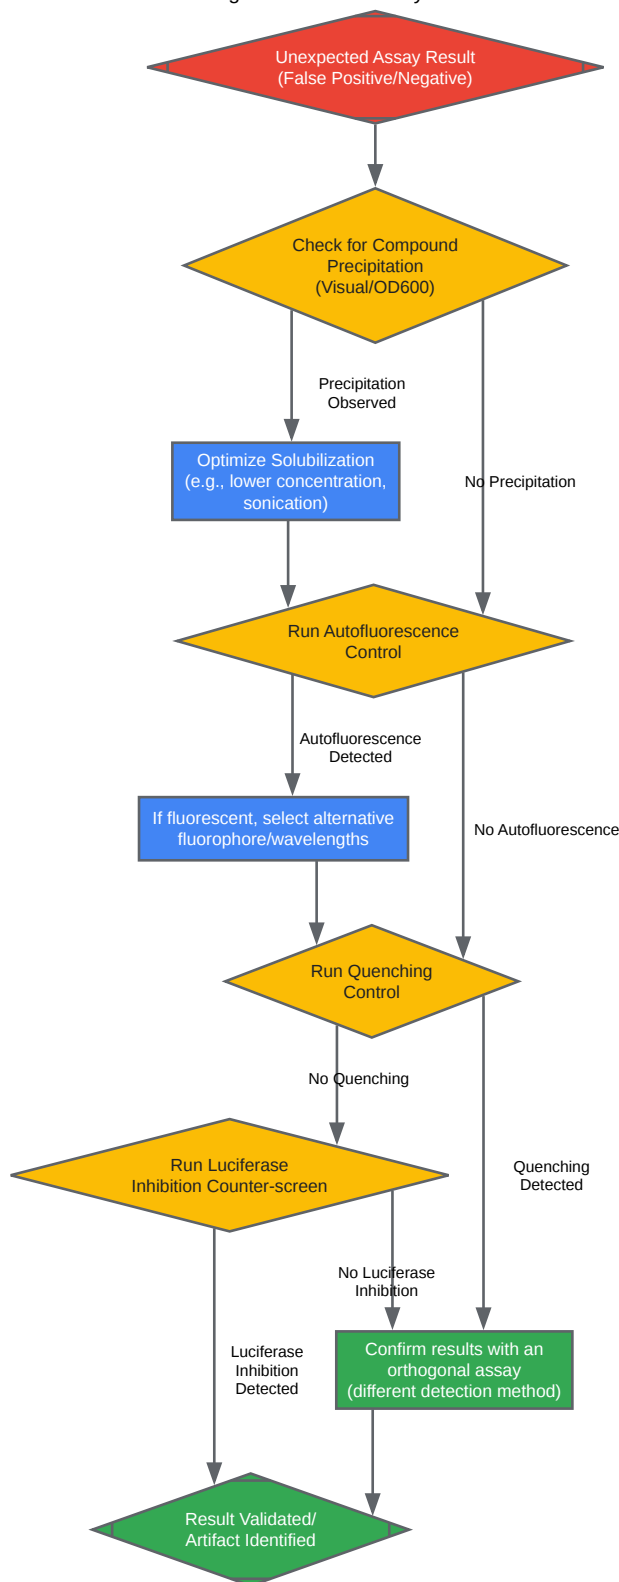 Unexpected Assay Result
(False Positive/Negative)
Check for Compound
Precipitation
(Visual/OD600)
Precipitation
Observed
Optimize Solubilization
(e.g., lower concentration,
sonication)
No Precipitation
Run Autofluorescence
Control
Autofluorescence
Detected
If fluorescent, select alternative
fluorophore/wavelengths
No Autofluorescence
Run Quenching
Control
No Quenching
Run Luciferase
Inhibition Counter-screen
Quenching
Detected
No Luciferase
Inhibition
Luciferase
Inhibition
Detected
Confirm results with an
orthogonal assay
(different detection method)
Result Validated/
Artifact Identified